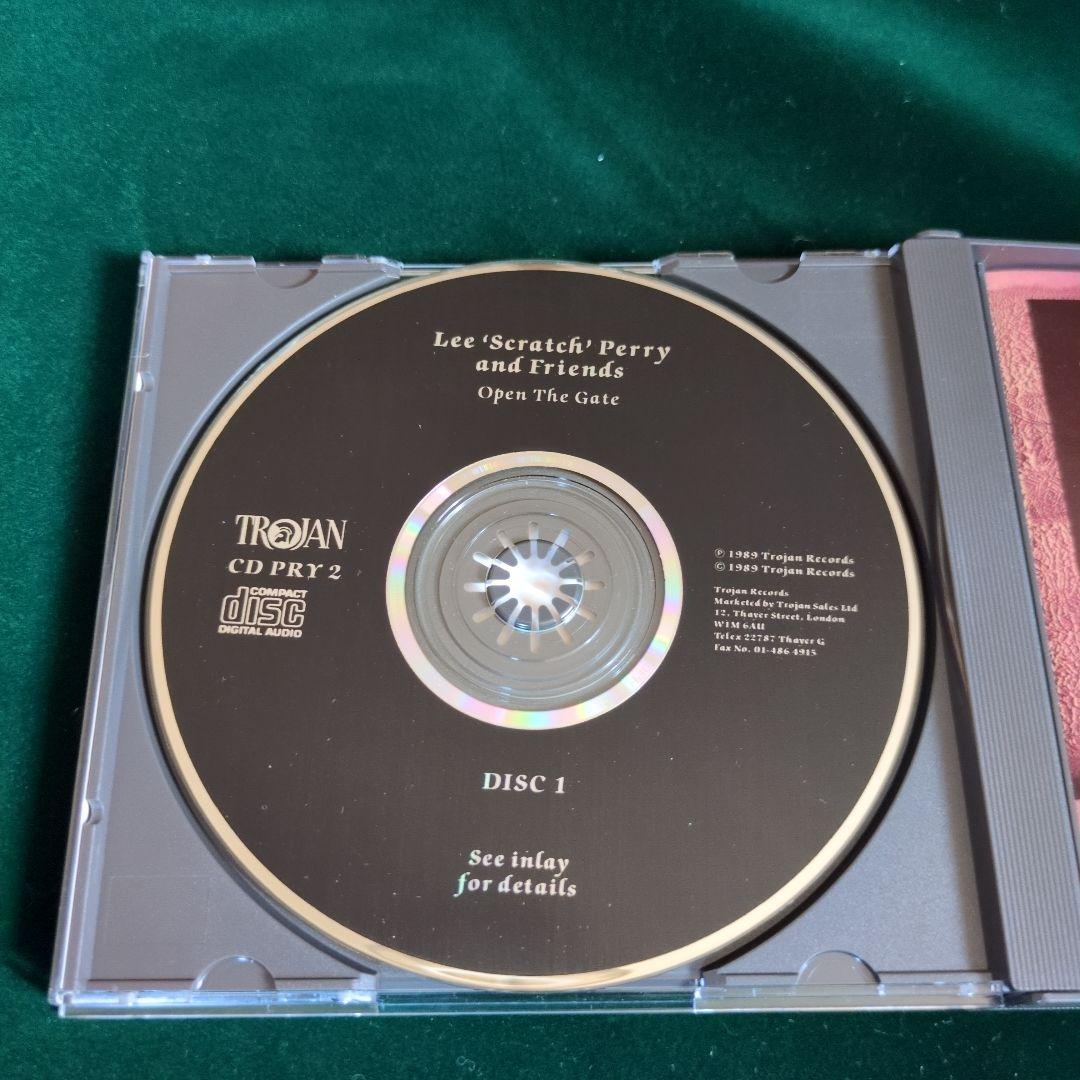 Lee ‘Scratch’ Perry
and Friends
Open The Gate
TROJAN
CD PRY 2
COMPACT
disc
DIGITAL AUDIO
℗ 1989 Trojan Records
© 1989 Trojan Records
Trojan Records
Marketed by Trojan Sales Ltd
12, Thayer Street, London
W1M 6AU
Telex 22787 Thayer G
Fax No. 01-486 4915
DISC 1
See inlay
for details